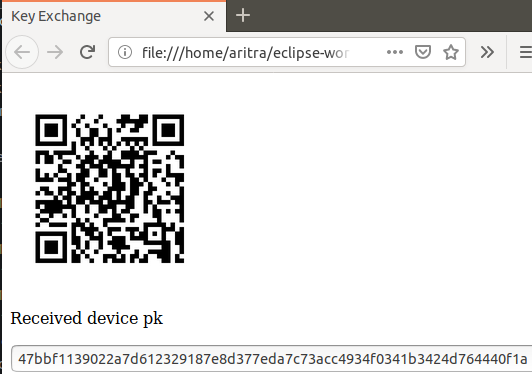 Key Exchange
file:///home/aritra/eclipse-wor
Received device pk
47bbf1139022a7d612329187e8d377eda7c73acc4934f0341b3424d764440f1a